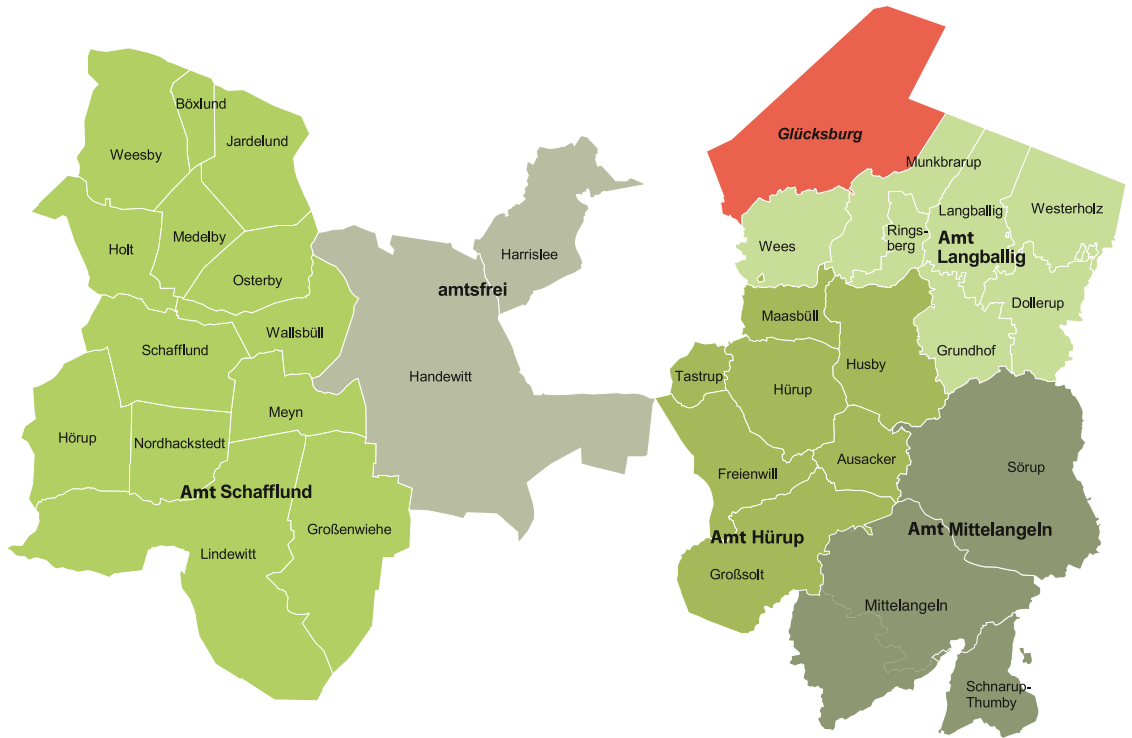 Böxlund
Weesby
Jardelund
Holt
Medelby
Osterby
Wallsbüll
Schafflund
Meyn
Hörup
Nordhackstedt
Amt Schafflund
Großenwiehe
Lindewitt
Harrislee
amtsfrei
Handewitt
Glücksburg
Munkbrarup
Langballig
Westerholz
Rings-
berg
Wees
Amt
Langballig
Dollerup
Grundhof
Maasbüll
Husby
Tastrup
Hürup
Ausacker
Freienwill
Amt Hürup
Großsolt
Sörup
Amt Mittelangeln
Mittelangeln
Schnarup-
Thumby